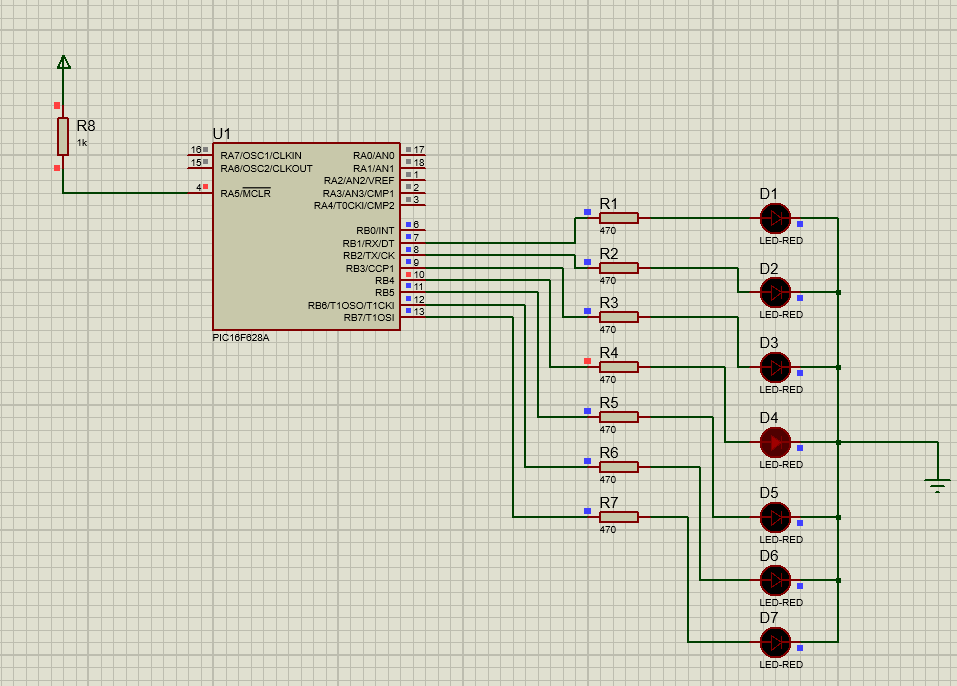 R8
1k
U1
16 RA7/OSC1/CLKIN RA0/AN0 17
15 RA6/OSC2/CLKOUT RA1/AN1 18
RA2/AN2/VREF 1
4 RA5/MCLR RA3/AN3/CMP1 2
RA4/T0CKI/CMP2 3
RB0/INT 6
RB1/RX/DT 7
RB2/TX/CK 8
RB3/CCP1 9
RB4 10
RB5 11
RB6/T1OSO/T1CKI 12
RB7/T1OSI 13
PIC16F628A
R1
470
R2
470
R3
470
R4
470
R5
470
R6
470
R7
470
D1
LED-RED
D2
LED-RED
D3
LED-RED
D4
LED-RED
D5
LED-RED
D6
LED-RED
D7
LED-RED